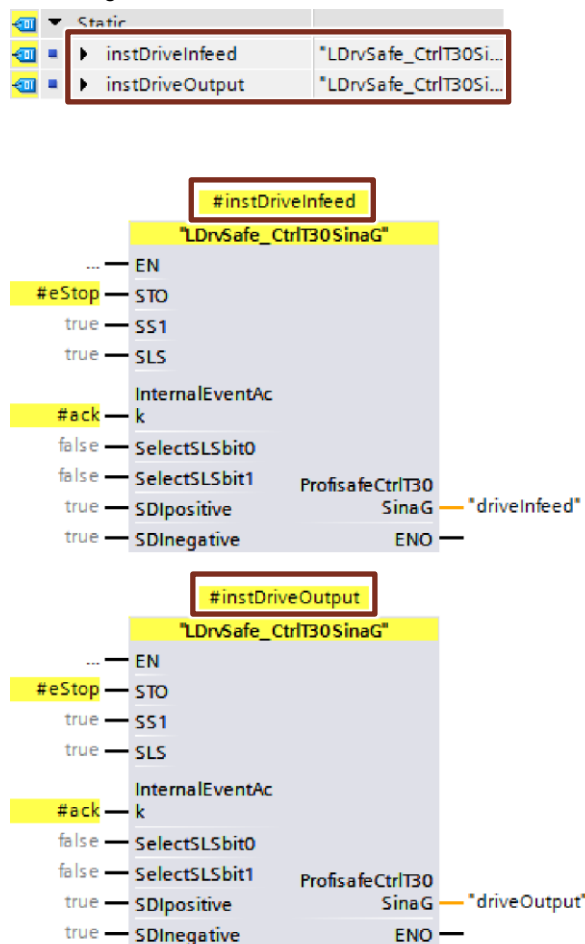 Static
instDriveInfeed "LDrvSafe_CtrlT30Si...
instDriveOutput "LDrvSafe_CtrlT30Si...
#instDriveInfeed
"LDrvSafe_CtrlT30SinaG"
... EN
#eStop STO
true SS1
true SLS
InternalEventAc
#ack k
false SelectSLSbit0
false SelectSLSbit1 ProfisafeCtrlT30
true SDIpositive SinaG "driveInfeed"
true SDInegative ENO
#instDriveOutput
"LDrvSafe_CtrlT30SinaG"
... EN
#eStop STO
true SS1
true SLS
InternalEventAc
#ack k
false SelectSLSbit0
false SelectSLSbit1 ProfisafeCtrlT30
true SDIpositive SinaG "driveOutput"
true SDInegative ENO